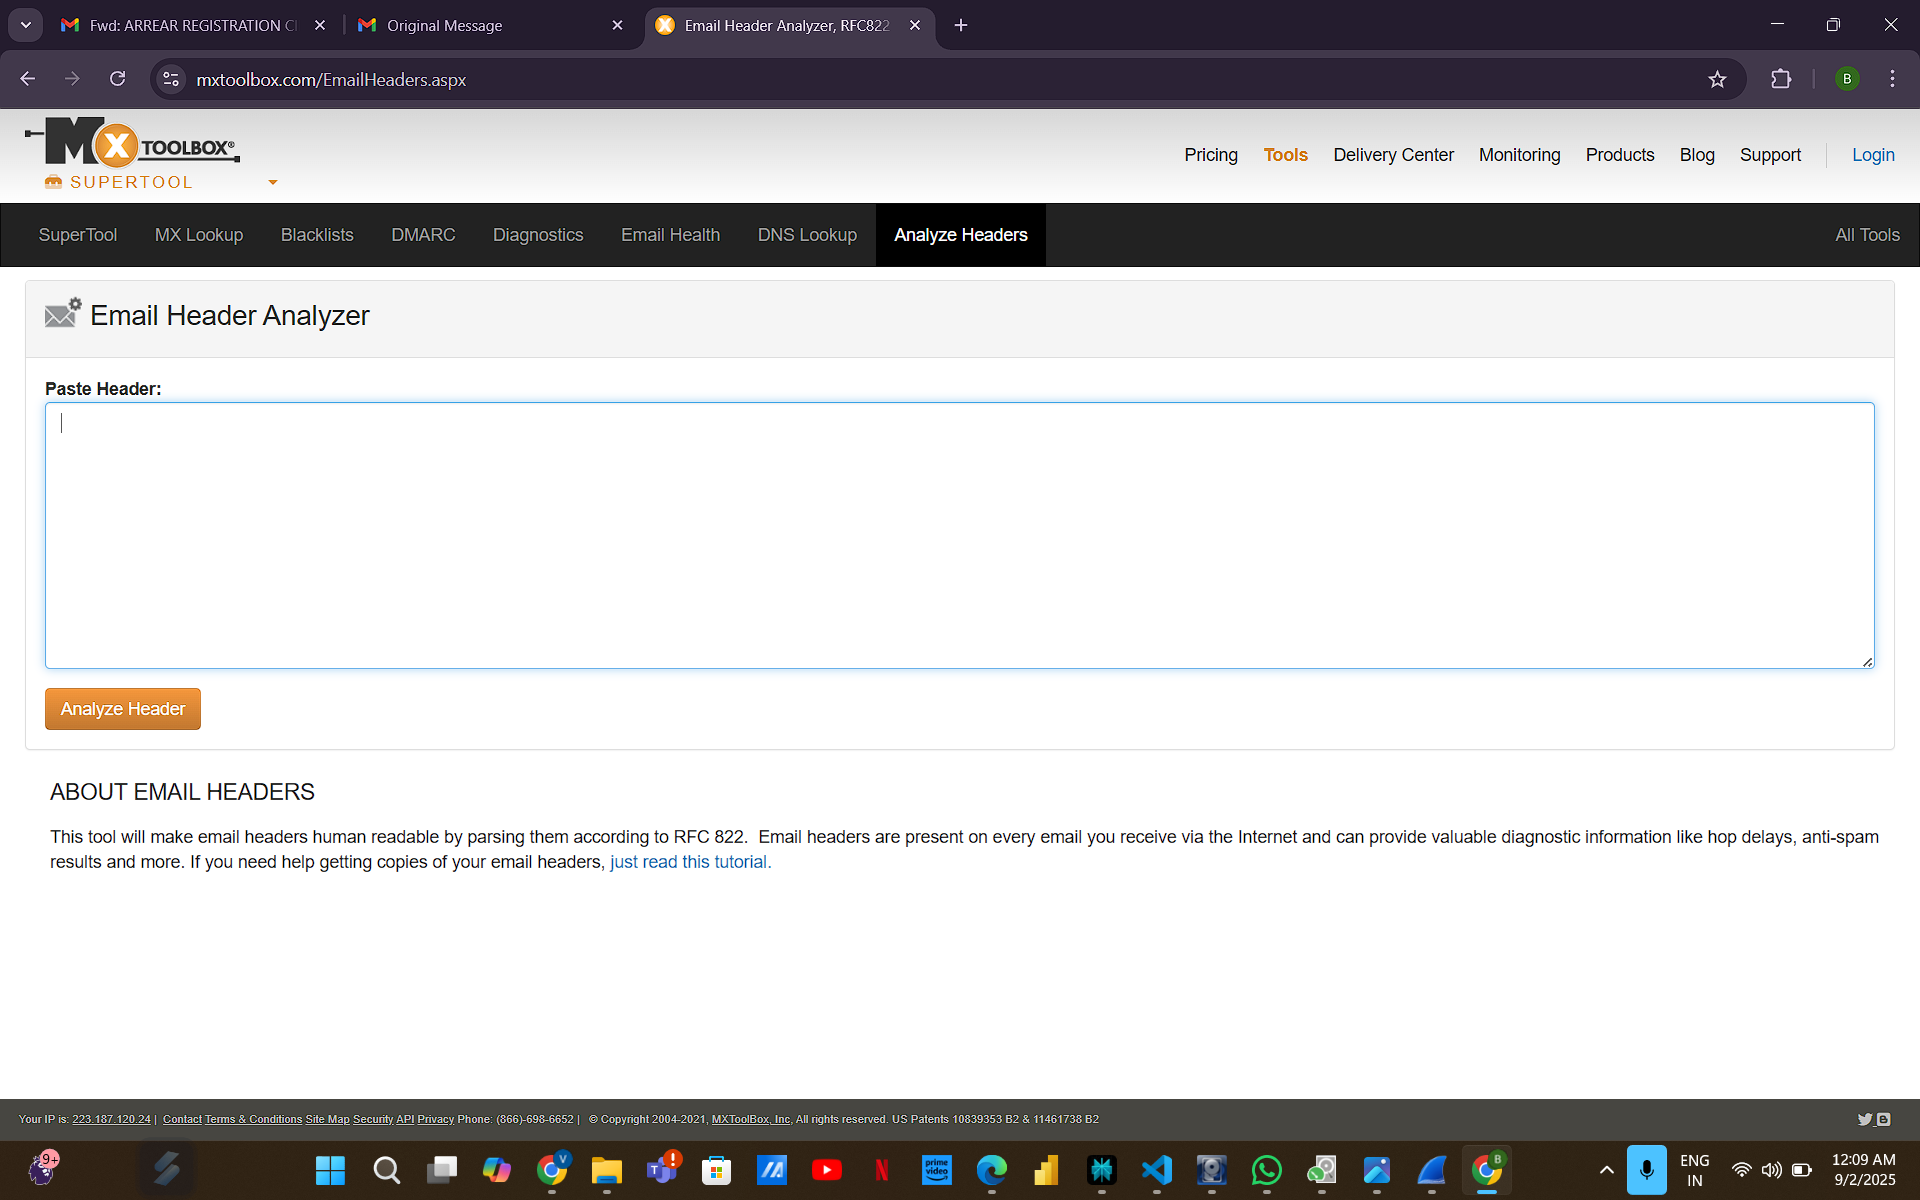 Fwd: ARREAR REGISTRATION CI
Original Message
Email Header Analyzer, RFC822
mxtoolbox.com/EmailHeaders.aspx
B
MX TOOLBOX®
SUPERTOOL
Pricing Tools Delivery Center Monitoring Products Blog Support Login
SuperTool MX Lookup Blacklists DMARC Diagnostics Email Health DNS Lookup Analyze Headers All Tools
Email Header Analyzer
Paste Header:
Analyze Header
ABOUT EMAIL HEADERS
This tool will make email headers human readable by parsing them according to RFC 822.  Email headers are present on every email you receive via the Internet and can provide valuable diagnostic information like hop delays, anti-spam
results and more. If you need help getting copies of your email headers, just read this tutorial.
Your IP is: 223.187.120.24 | Contact Terms & Conditions Site Map Security API Privacy Phone: (866)-698-6652 | © Copyright 2004-2021, MXToolBox, Inc, All rights reserved. US Patents 10839353 B2 & 11461738 B2
9+
V
T
!
prime video
N
B
ENG
IN
12:09 AM
9/2/2025